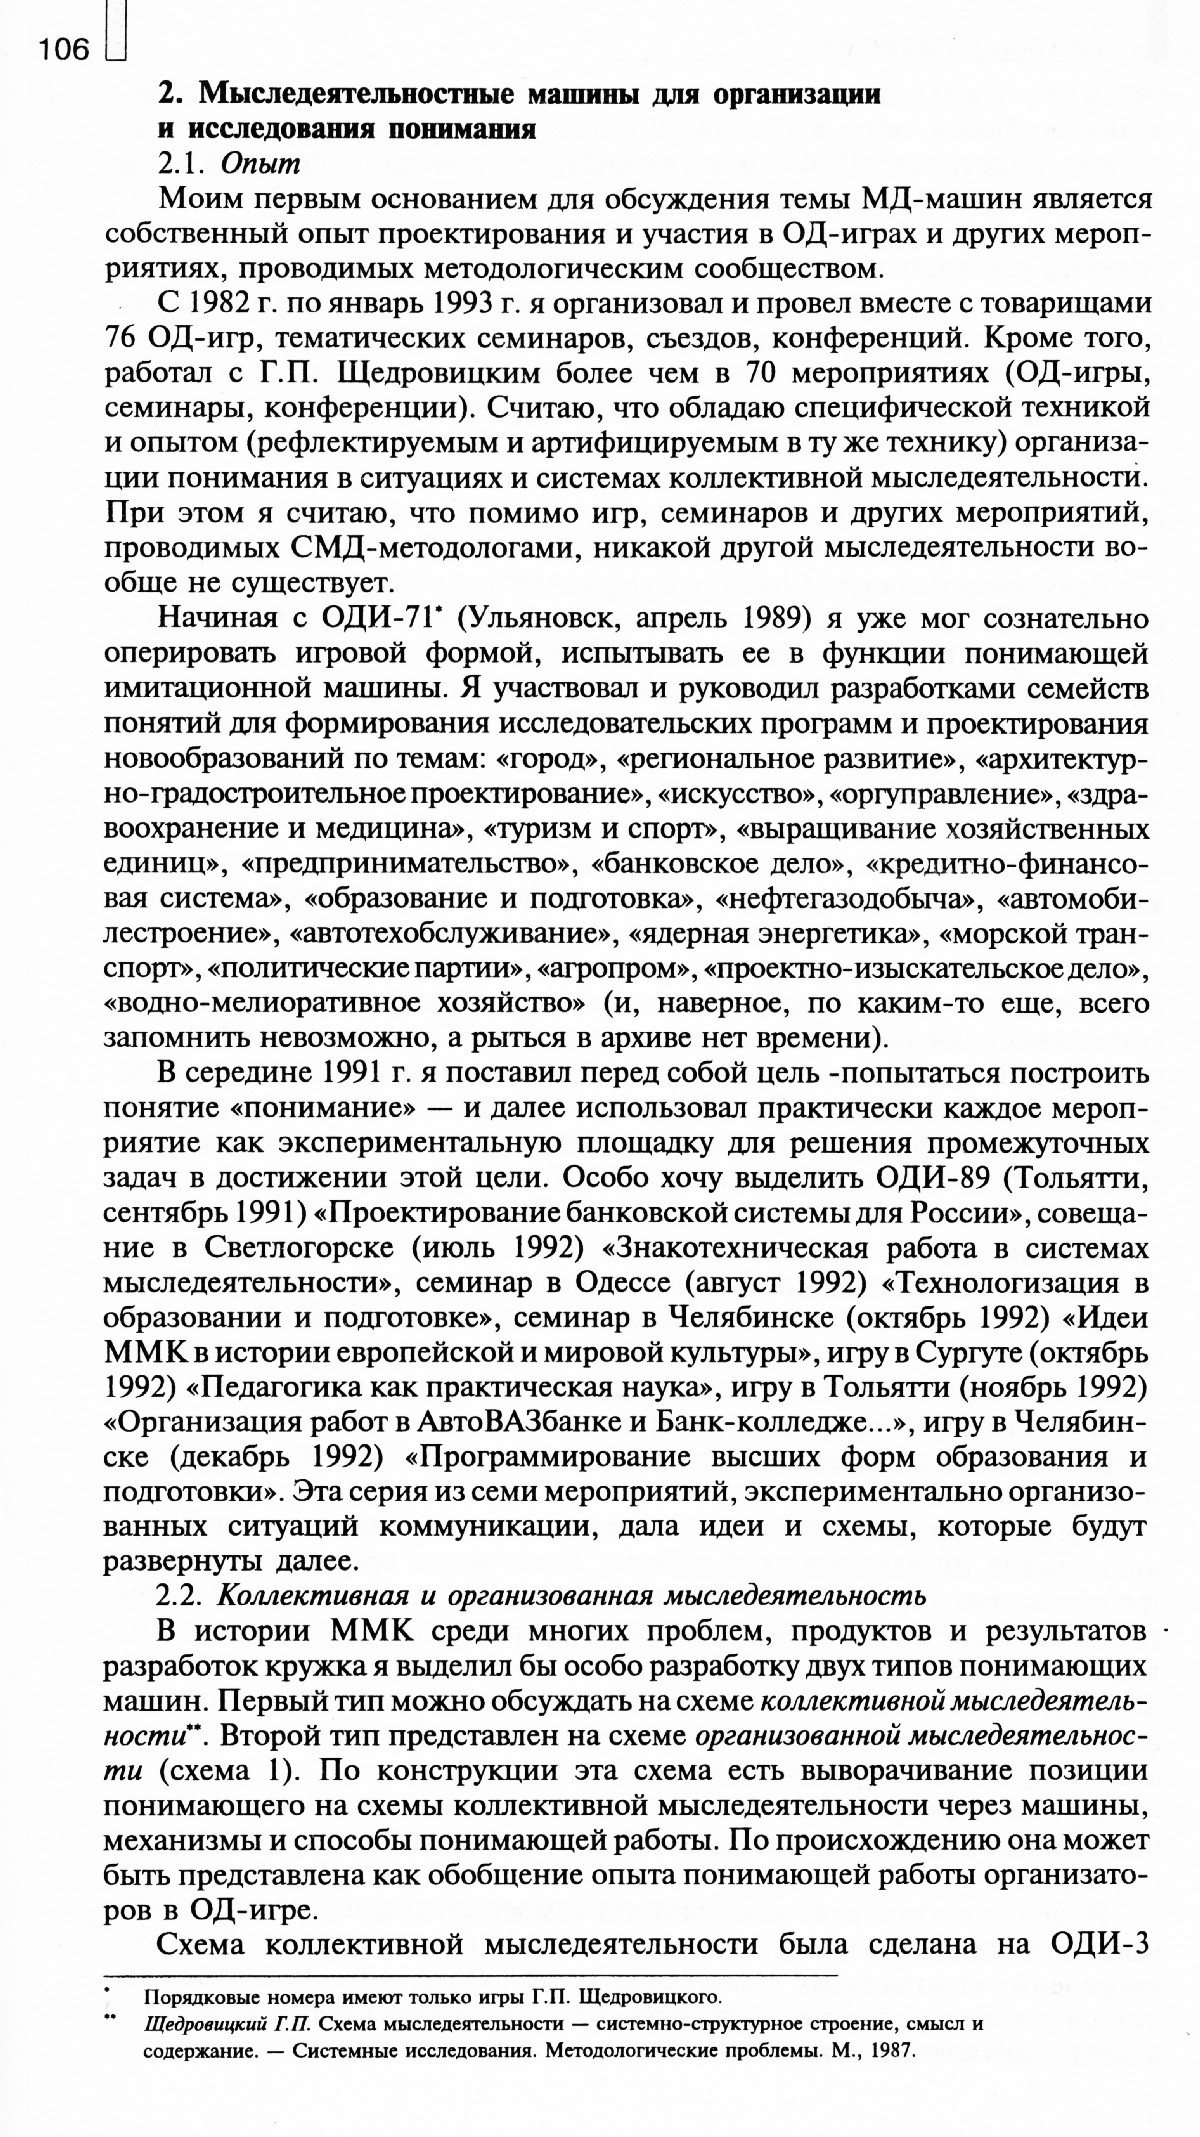 106
2. Мыследеятельностные машины для организации
и исследования понимания
2.1. Опыт
Моим первым основанием для обсуждения темы МД-машин является
собственный опыт проектирования и участия в ОД-играх и других мероп-
риятиях, проводимых методологическим сообществом.
С 1982 г. по январь 1993 г. я организовал и провел вместе с товарищами
76 ОД-игр, тематических семинаров, съездов, конференций. Кроме того,
работал с Г.П. Щедровицким более чем в 70 мероприятиях (ОД-игры,
семинары, конференции). Считаю, что обладаю специфической техникой
и опытом (рефлектируемым и артифицируемым в ту же технику) организа-
ции понимания в ситуациях и системах коллективной мыследеятельности.
При этом я считаю, что помимо игр, семинаров и других мероприятий,
проводимых СМД-методологами, никакой другой мыследеятельности во-
обще не существует.
Начиная с ОДИ-71* (Ульяновск, апрель 1989) я уже мог сознательно
оперировать игровой формой, испытывать ее в функции понимающей
имитационной машины. Я участвовал и руководил разработками семейств
понятий для формирования исследовательских программ и проектирования
новообразований по темам: «город», «региональное развитие», «архитектур-
но-градостроительное проектирование», «искусство», «оргуправление», «здра-
воохранение и медицина», «туризм и спорт», «выращивание хозяйственных
единиц», «предпринимательство», «банковское дело», «кредитно-финансо-
вая система», «образование и подготовка», «нефтегазодобыча», «автомоби-
лестроение», «автотехобслуживание», «ядерная энергетика», «морской тран-
спорт», «политические партии», «агропром», «проектно-изыскательское дело»,
«водно-мелиоративное хозяйство» (и, наверное, по каким-то еще, всего
запомнить невозможно, а рыться в архиве нет времени).
В середине 1991 г. я поставил перед собой цель -попытаться построить
понятие «понимание» — и далее использовал практически каждое мероп-
риятие как экспериментальную площадку для решения промежуточных
задач в достижении этой цели. Особо хочу выделить ОДИ-89 (Тольятти,
сентябрь 1991) «Проектирование банковской системы для России», совеща-
ние в Светлогорске (июль 1992) «Знакотехническая работа в системах
мыследеятельности», семинар в Одессе (август 1992) «Технологизация в
образовании и подготовке», семинар в Челябинске (октябрь 1992) «Идеи
ММК в истории европейской и мировой культуры», игру в Сургуте (октябрь
1992) «Педагогика как практическая наука», игру в Тольятти (ноябрь 1992)
«Организация работ в АвтоВАЗбанке и Банк-колледже...», игру в Челябин-
ске (декабрь 1992) «Программирование высших форм образования и
подготовки». Эта серия из семи мероприятий, экспериментально организо-
ванных ситуаций коммуникации, дала идеи и схемы, которые будут
развернуты далее.
2.2. Коллективная и организованная мыследеятельность
В истории ММК среди многих проблем, продуктов и результатов
разработок кружка я выделил бы особо разработку двух типов понимающих
машин. Первый тип можно обсуждать на схеме коллективной мыследеятель-
ности**. Второй тип представлен на схеме организованной мыследеятельнос-
ти (схема 1). По конструкции эта схема есть выворачивание позиции
понимающего на схемы коллективной мыследеятельности через машины,
механизмы и способы понимающей работы. По происхождению она может
быть представлена как обобщение опыта понимающей работы организато-
ров в ОД-игре.
Схема коллективной мыследеятельности была сделана на ОДИ-3
* Порядковые номера имеют только игры Г.П. Щедровицкого.
** Щедровицкий Г.П. Схема мыследеятельности — системно-структурное строение, смысл и
содержание. — Системные исследования. Методологические проблемы. М., 1987.